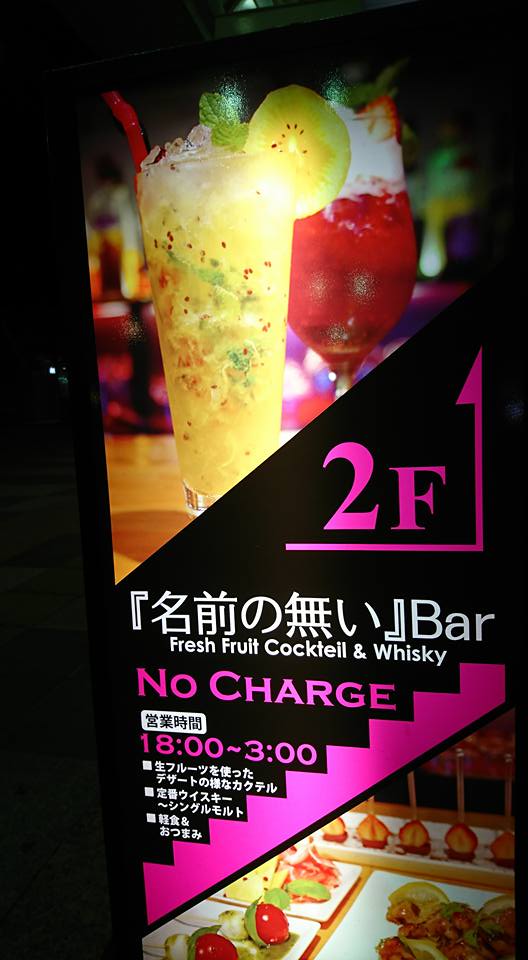 2F
『名前の無い』Bar
Fresh Fruit Cockteil & Whisky
NO CHARGE
営業時間
18:00~3:00
■生フルーツを使った
デザートの様なカクテル
■定番ウイスキー
～シングルモルト
■軽食&
おつまみ